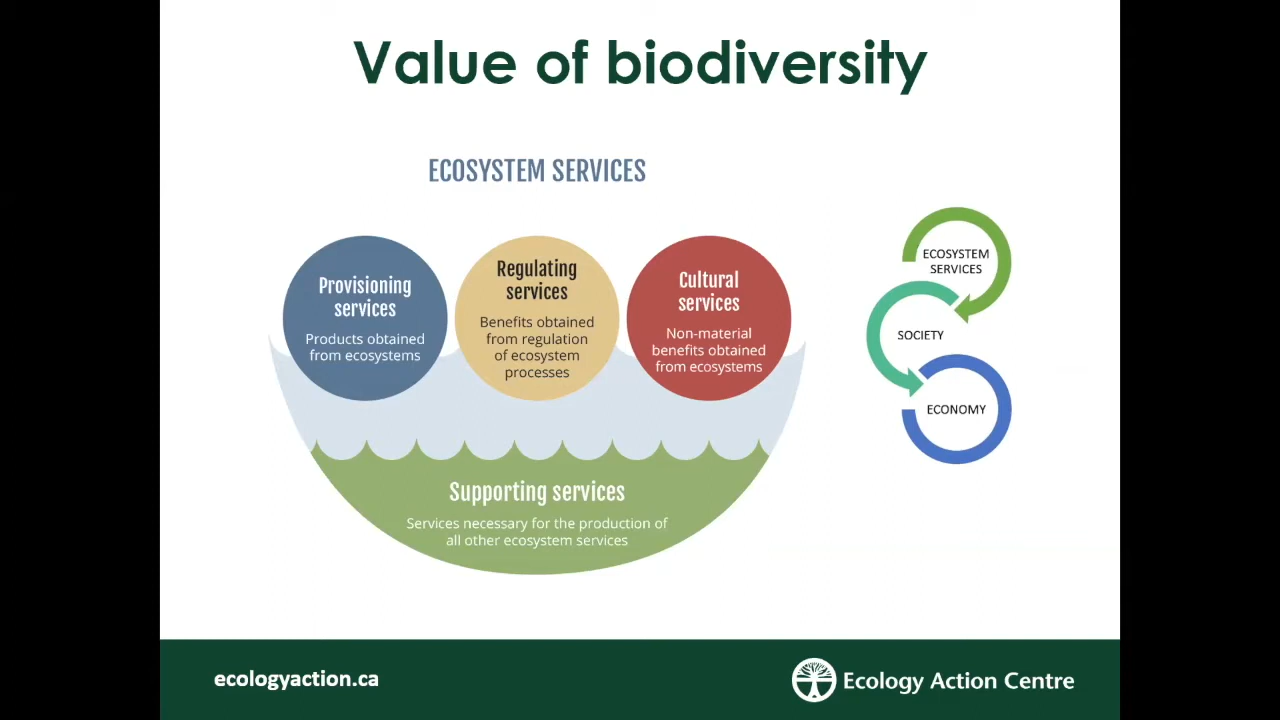 Value of biodiversity
ECOSYSTEM SERVICES
Provisioning
services
Products obtained
from ecosystems
Regulating
services
Benefits obtained
from regulation
of ecosystem
processes
Cultural
services
Non-material
benefits obtained
from ecosystems
Supporting services
Services necessary for the production of
all other ecosystem services
ECOSYSTEM
SERVICES
SOCIETY
ECONOMY
ecologyaction.ca
Ecology Action Centre